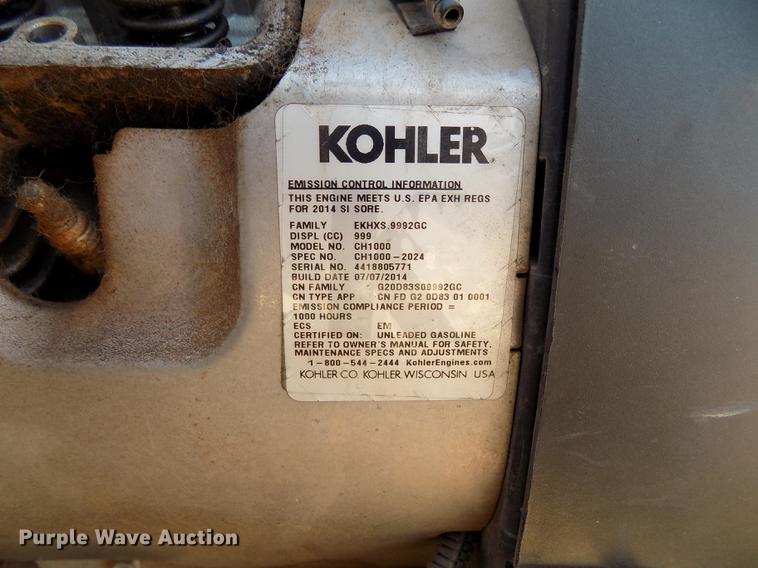 KOHLER
EMISSION CONTROL INFORMATION
THIS ENGINE MEETS U.S. EPA EXH REGS
FOR 2014 SI SORE.
FAMILY EKHXS.9992GC
DISPL (CC) 999
MODEL NO. CH1000
SPEC NO. CH1000-2024
SERIAL NO. 4418805771
BUILD DATE 07/07/2014
CN FAMILY G20D83S09992GC
CN TYPE APP CN FD G2 0D83 01 0001
EMISSION COMPLIANCE PERIOD =
1000 HOURS
ECS EM
CERTIFIED ON: UNLEADED GASOLINE
REFER TO OWNER'S MANUAL FOR SAFETY,
MAINTENANCE SPECS AND ADJUSTMENTS
1-800-544-2444 KohlerEngines.com
KOHLER CO. KOHLER, WISCONSIN USA
Purple Wave Auction